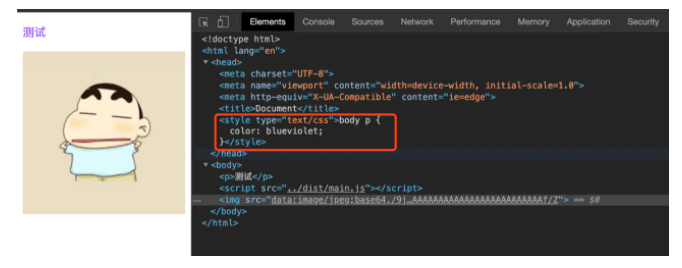 测试
Elements Console Sources Network Performance Memory Application Security
<!doctype html>
<html lang="en">
▼<head>
<meta charset="UTF-8">
<meta name="viewport" content="width=device-width, initial-scale=1.0">
<meta http-equiv="X-UA-Compatible" content="ie=edge">
<title>Document</title>
<style type="text/css">body p {
color: blueviolet;
}</style>
</head>
▼<body>
<p>测试</p>
<script src="../dist/main.js"></script>
<img src="data:image/jpeg;base64,/9j…AAAAAAAAAAAAAAAAAAAAAAAAAf/Z"> == $0
</body>
</html>